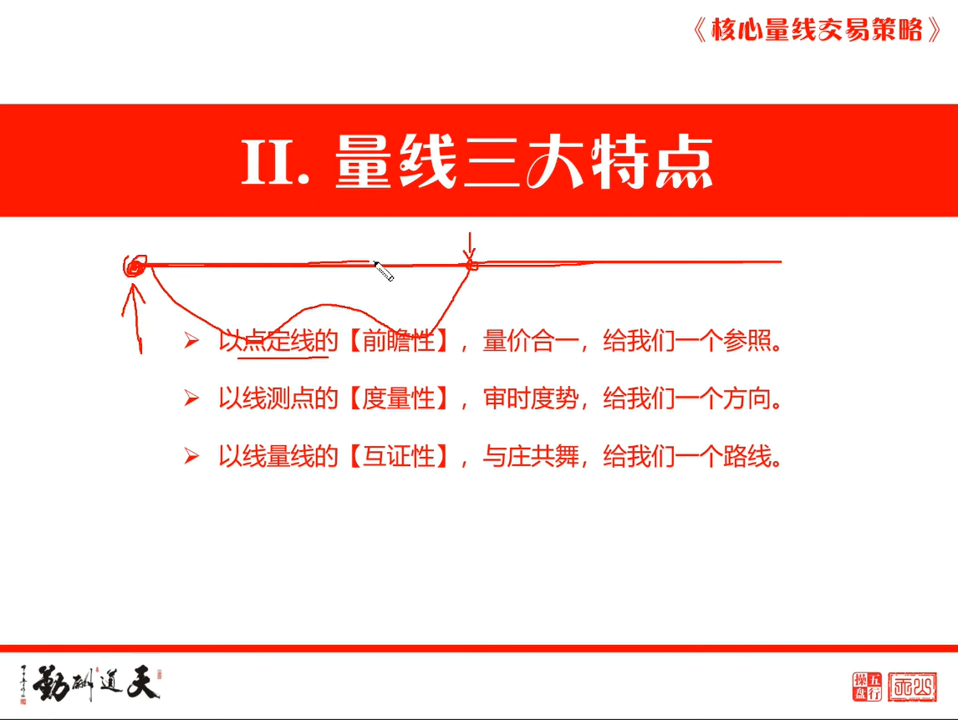 《核心量线交易策略》
II. 量线三大特点
➢ 以点定线的【前瞻性】，量价合一，给我们一个参照。
➢ 以线测点的【度量性】，审时度势，给我们一个方向。
➢ 以线量线的【互证性】，与庄共舞，给我们一个路线。
勤酬道天
操盘 五行